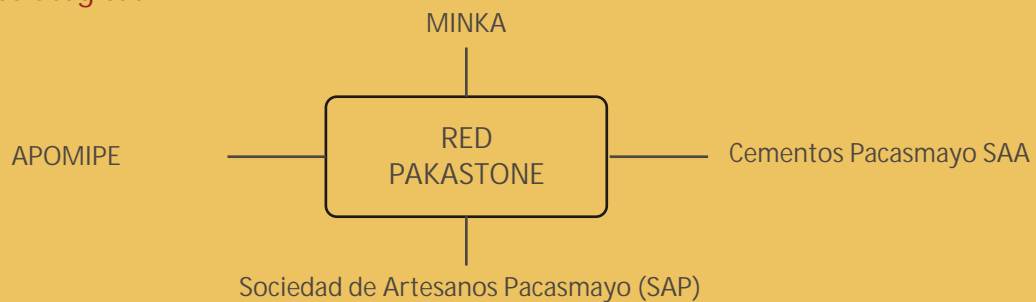 MINKA
APOMIPE
RED
PAKASTONE
Cementos Pacasmayo SAA
Sociedad de Artesanos Pacasmayo (SAP)